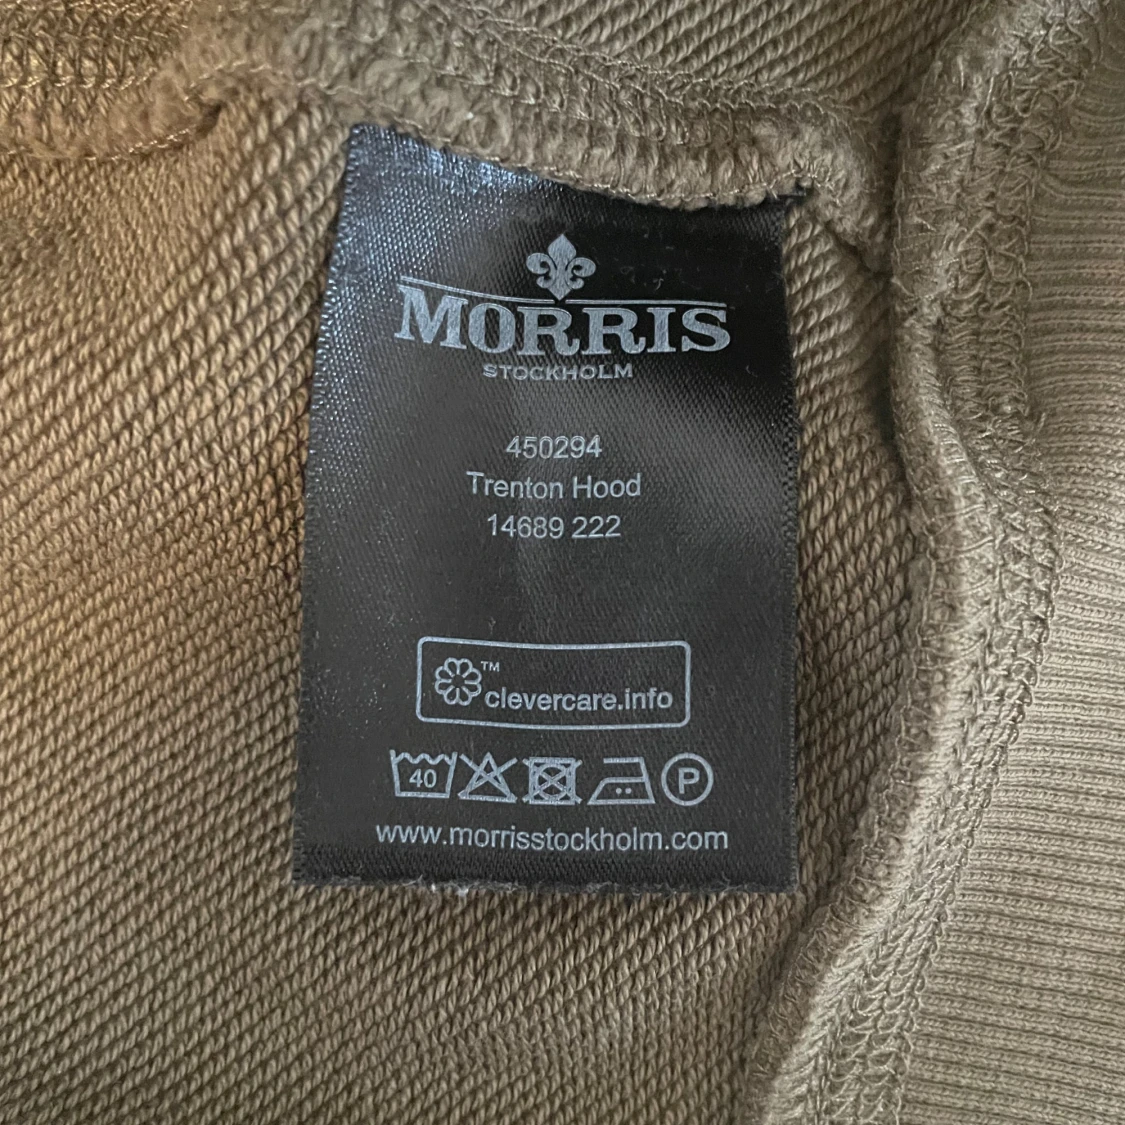 MORRIS
STOCKHOLM
450294
Trenton Hood
14689 222
™
clevercare.info
40
P
www.morrisstockholm.com